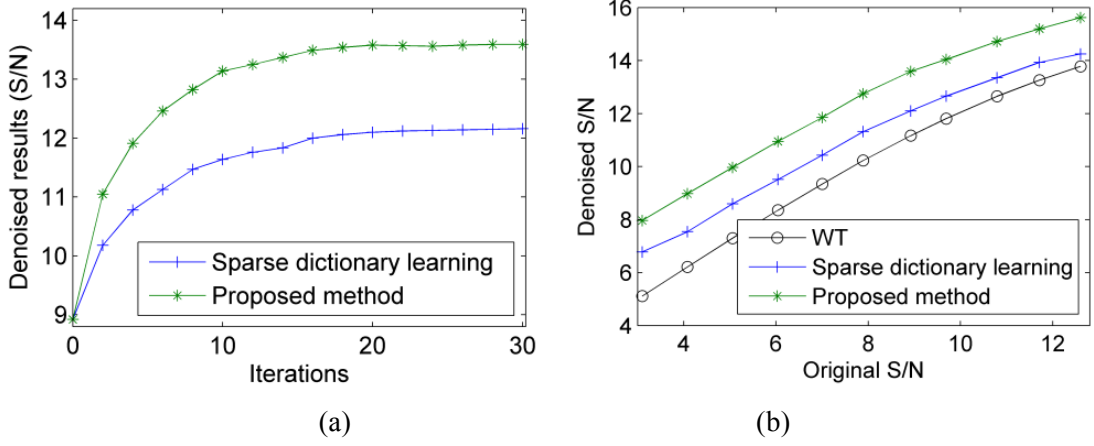 14
13
12
11
10
9
Denoised results (S/N)
Sparse dictionary learning
Proposed method
0
10
20
30
Iterations
(a)
16
14
12
10
8
6
4
Denoised S/N
WT
Sparse dictionary learning
Proposed method
4
6
8
10
12
Original S/N
(b)